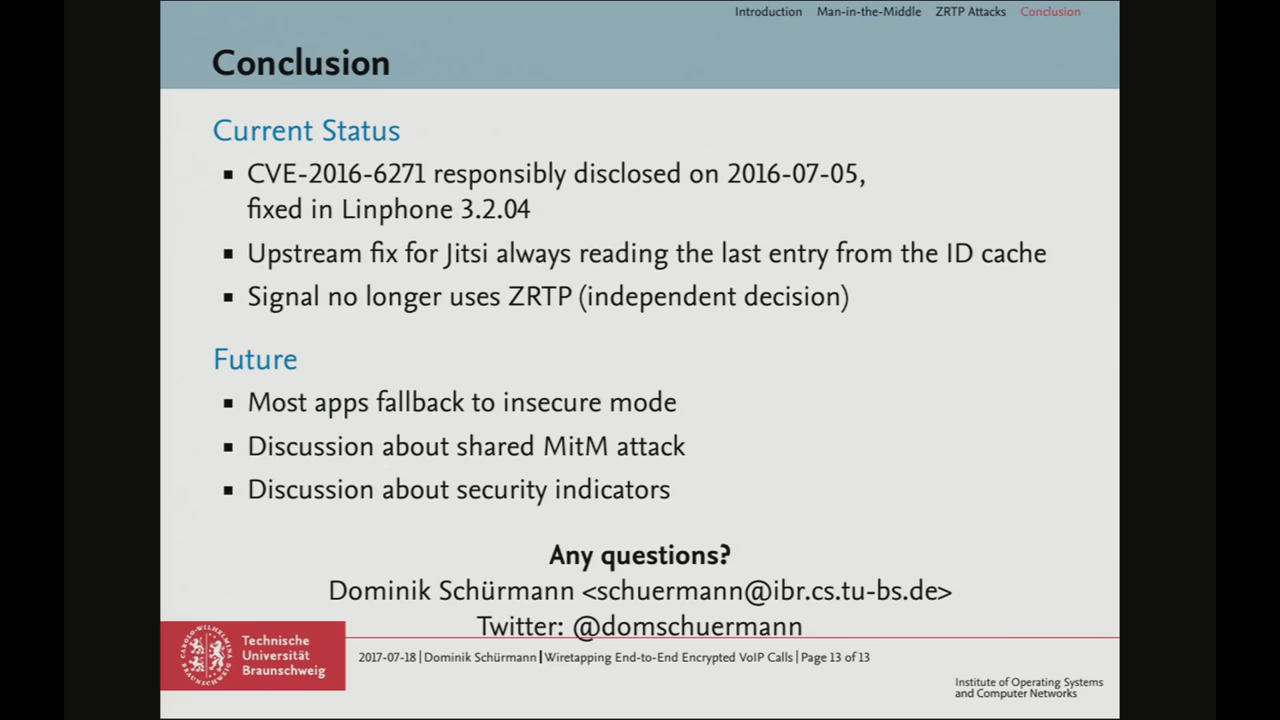 Introduction Man-in-the-Middle ZRTP Attacks Conclusion
Conclusion
Current Status
▪ CVE-2016-6271 responsibly disclosed on 2016-07-05,
fixed in Linphone 3.2.04
▪ Upstream fix for Jitsi always reading the last entry from the ID cache
▪ Signal no longer uses ZRTP (independent decision)
Future
▪ Most apps fallback to insecure mode
▪ Discussion about shared MitM attack
▪ Discussion about security indicators
Any questions?
Dominik Schürmann <schuermann@ibr.cs.tu-bs.de>
Twitter: @domschuermann
Technische
Universität
Braunschweig
2017-07-18 | Dominik Schürmann | Wiretapping End-to-End Encrypted VoIP Calls | Page 13 of 13
Institute of Operating Systems
and Computer Networks